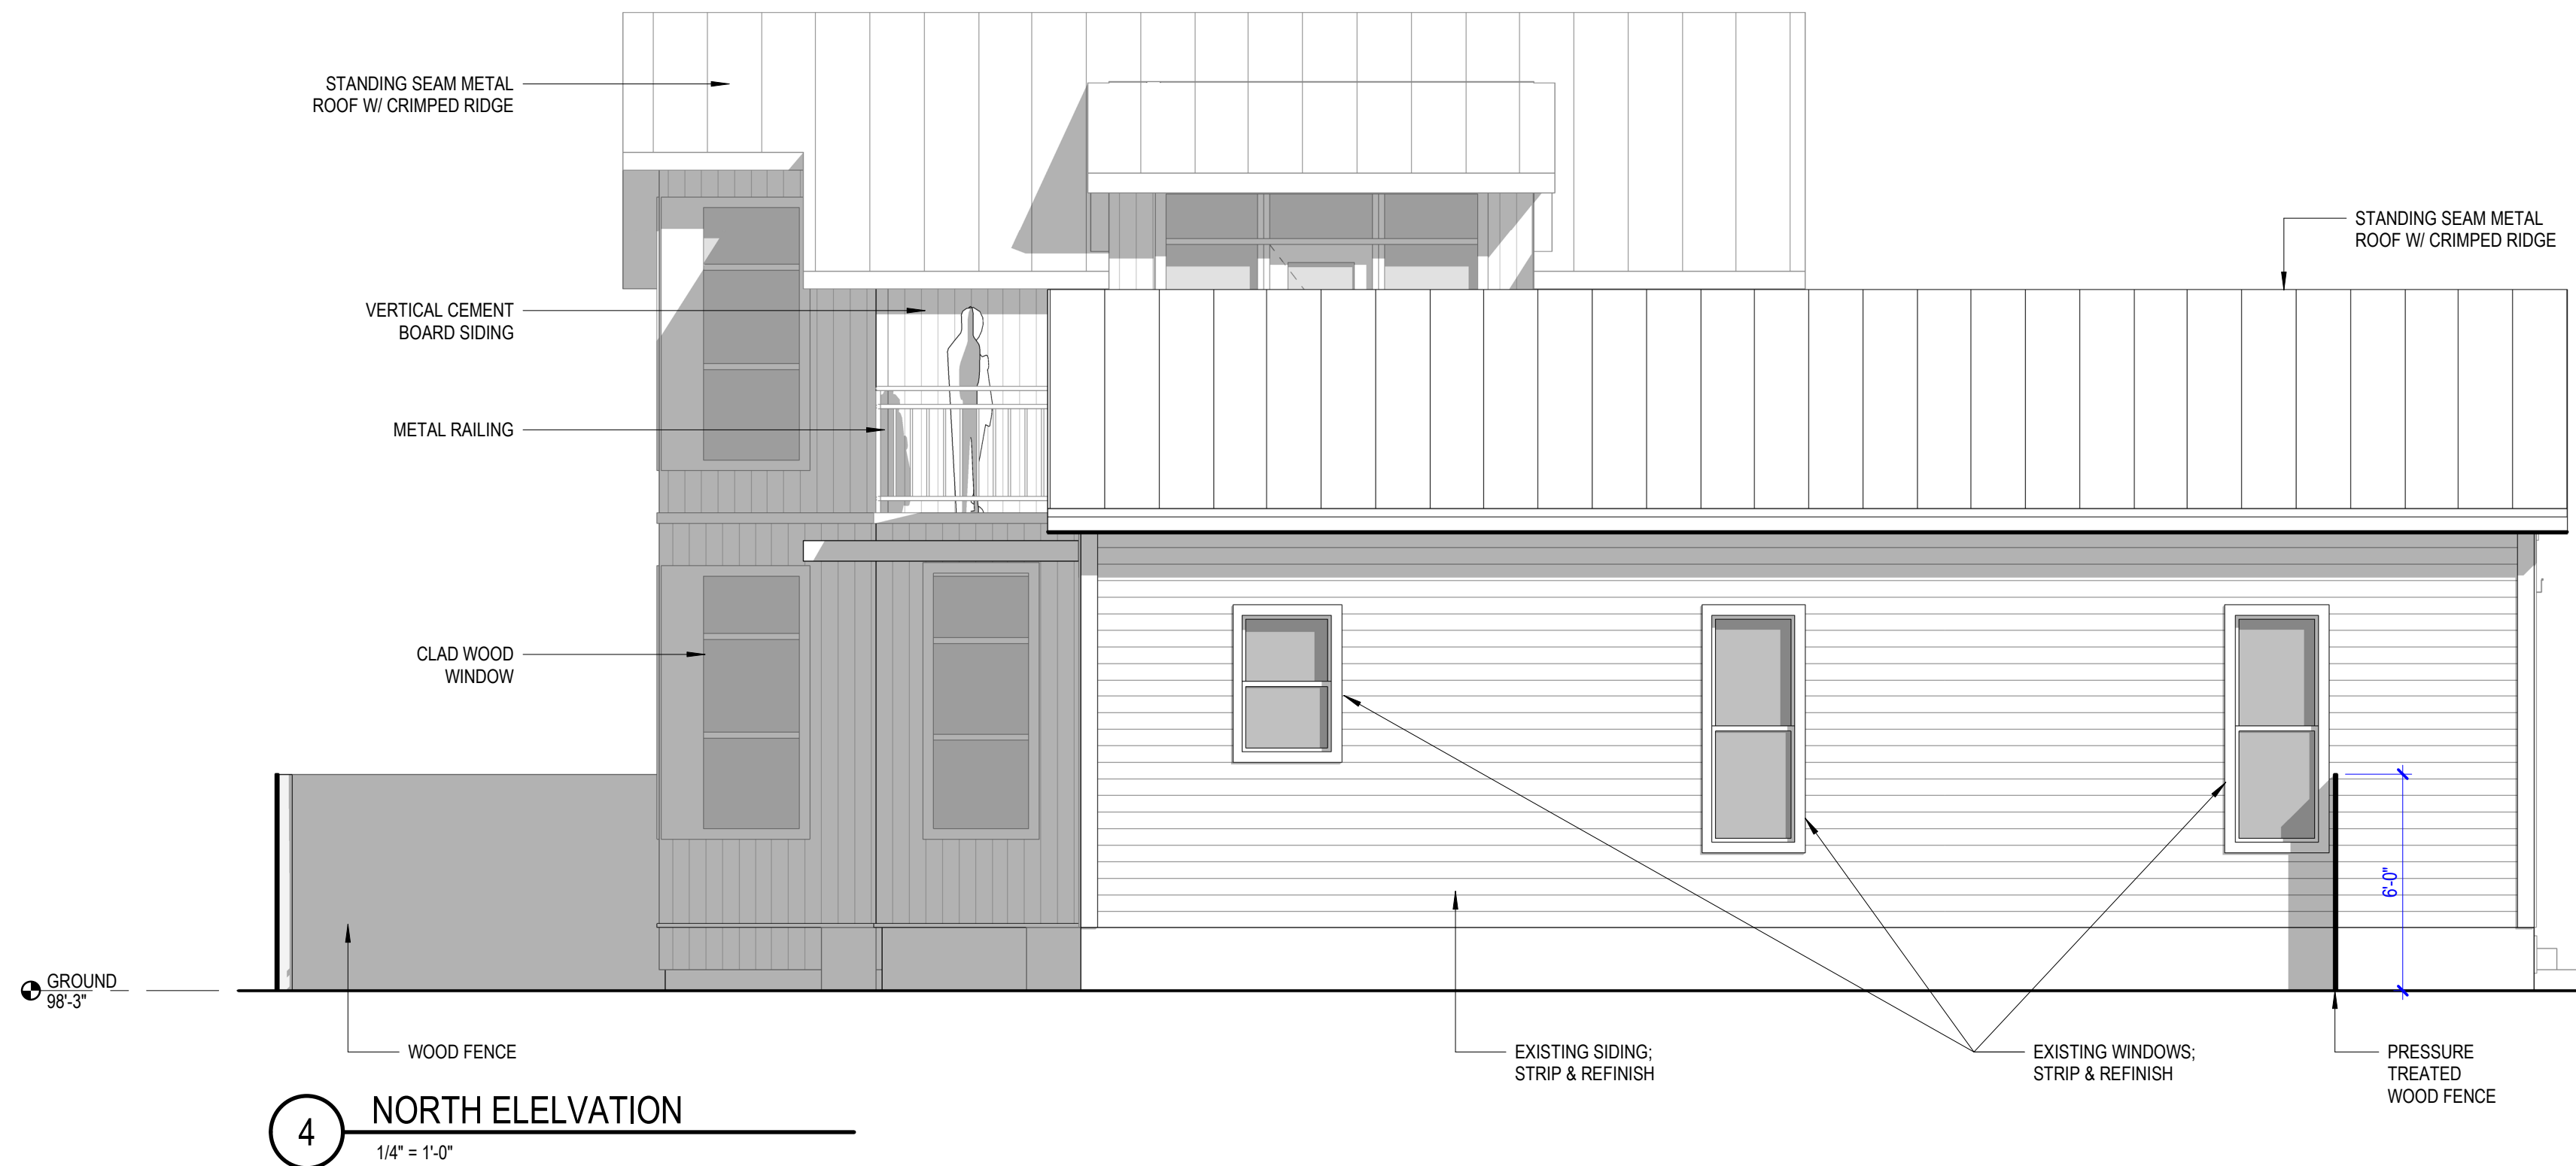 STANDING SEAM METAL
ROOF W/ CRIMPED RIDGE
STANDING SEAM METAL
ROOF W/ CRIMPED RIDGE
VERTICAL CEMENT
BOARD SIDING
METAL RAILING
CLAD WOOD
WINDOW
6'-0"
GROUND
98'-3"
WOOD FENCE
EXISTING SIDING;
STRIP & REFINISH
EXISTING WINDOWS;
STRIP & REFINISH
PRESSURE
TREATED
WOOD FENCE
4
NORTH ELELVATION
1/4" = 1'-0"